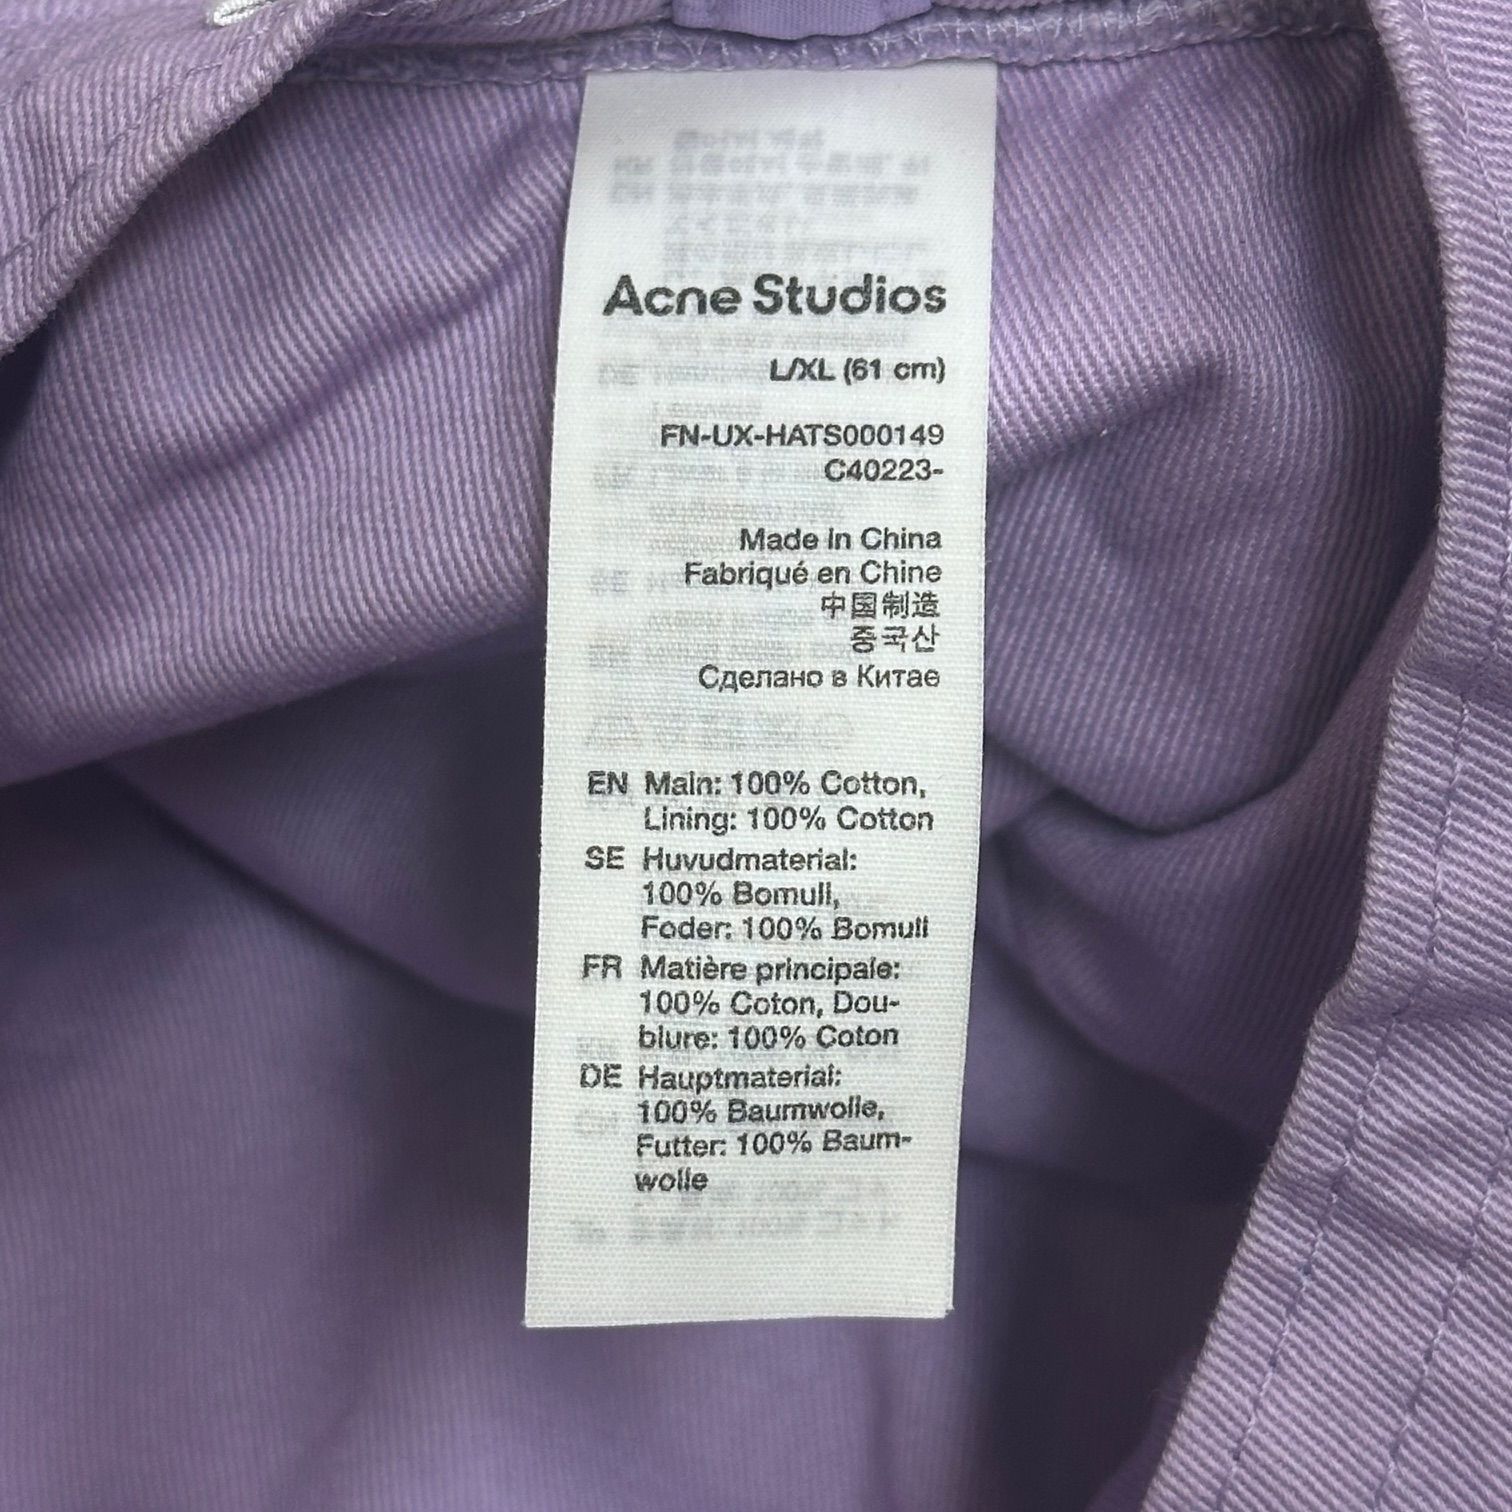 Acne Studios
L/XL (61 cm)
FN-UX-HATS000149
C40223-
Made in China
Fabriqué en Chine
中国制造
중국산
Сделано в Китае
EN Main: 100% Cotton,
Lining: 100% Cotton
SE Huvudmaterial:
100% Bomull,
Foder: 100% Bomull
FR Matière principale:
100% Coton, Dou-
blure: 100% Coton
DE Hauptmaterial:
100% Baumwolle,
Futter: 100% Baum-
wolle